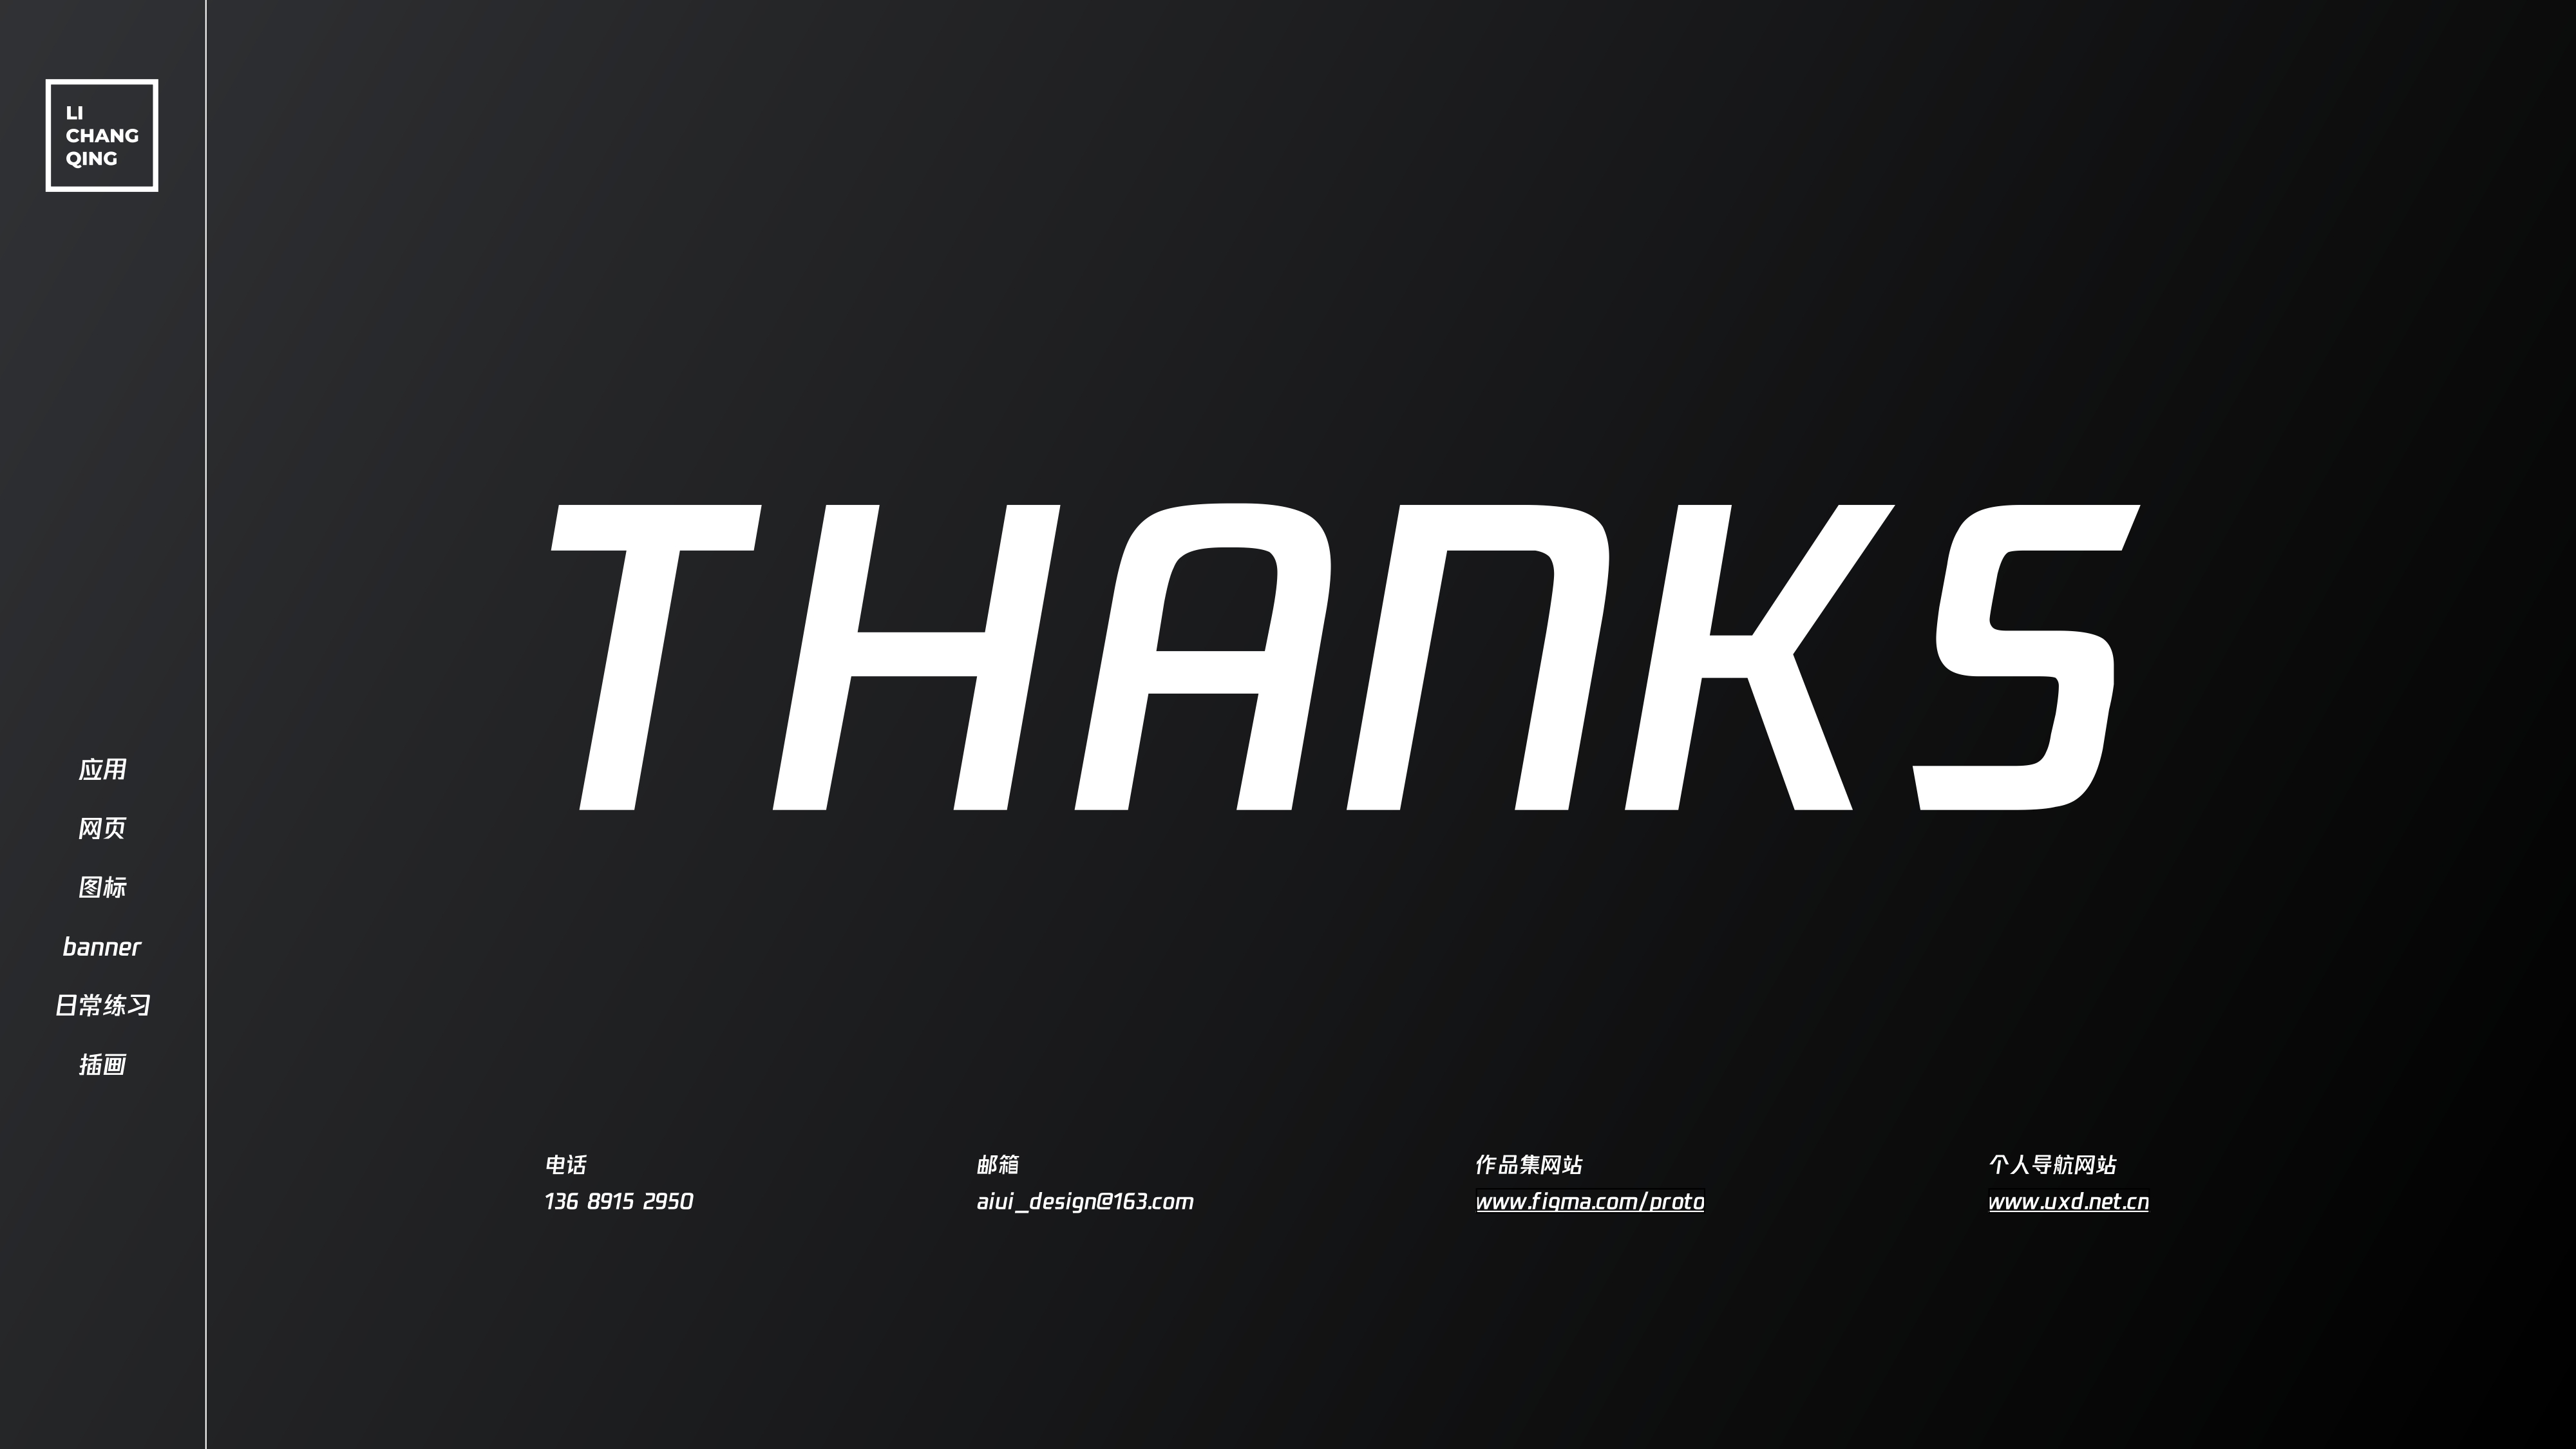 LI
CHANG
QING
应用
网页
图标
banner
日常练习
插画
THANKS
电话
136 8915 2950
邮箱
aiui_design@163.com
作品集网站
www.figma.com/proto
个人导航网站
www.uxd.net.cn